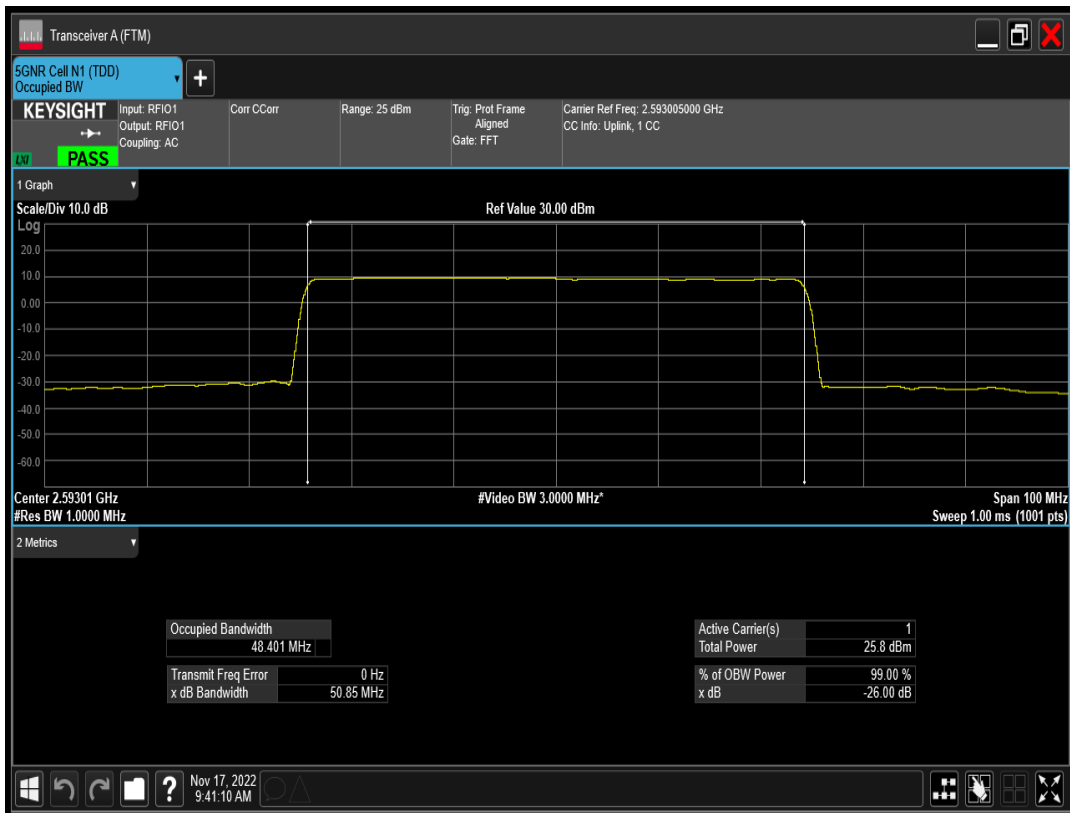 Transceiver A (FTM)
5GNR Cell N1 (TDD)
Occupied BW
+
KEYSIGHT
LXI
PASS
Input: RFIO1
Output: RFIO1
Coupling: AC
Corr CCorr
Range: 25 dBm
Trig: Prot Frame
Aligned
Gate: FFT
Carrier Ref Freq: 2.593005000 GHz
CC Info: Uplink, 1 CC
1 Graph
Scale/Div 10.0 dB
Ref Value 30.00 dBm
Log
20.0
10.0
0.00
-10.0
-20.0
-30.0
-40.0
-50.0
-60.0
Center 2.59301 GHz
#Video BW 3.0000 MHz*
Span 100 MHz
#Res BW 1.0000 MHz
Sweep 1.00 ms (1001 pts)
2 Metrics
Occupied Bandwidth
48.401 MHz
Transmit Freq Error 0 Hz
x dB Bandwidth 50.85 MHz
Active Carrier(s) 1
Total Power 25.8 dBm
% of OBW Power 99.00 %
x dB -26.00 dB
?
Nov 17, 2022
9:41:10 AM